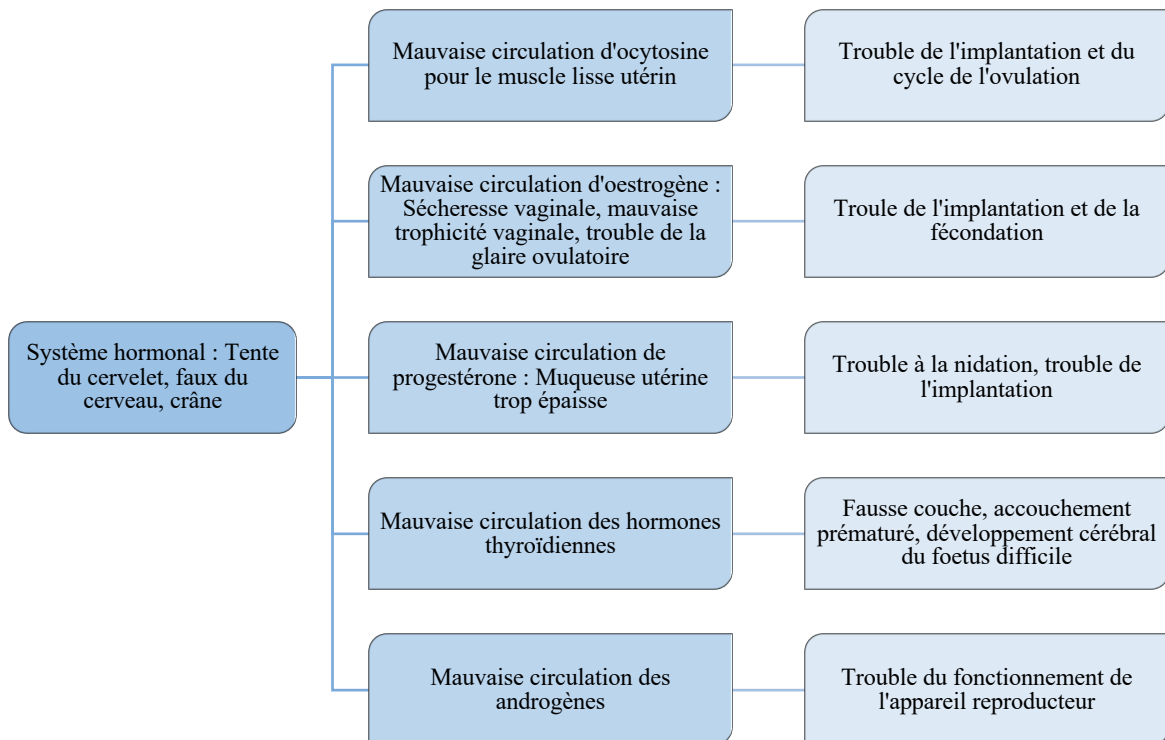 Mauvaise circulation d'ocytosine
pour le muscle lisse utérin
Trouble de l'implantation et du
cycle de l'ovulation
Mauvaise circulation d'oestrogène :
Sécheresse vaginale, mauvaise
trophicité vaginale, trouble de la
glaire ovulatoire
Troule de l'implantation et de la
fécondation
Système hormonal : Tente
du cervelet, faux du
cerveau, crâne
Mauvaise circulation de
progestérone : Muqueuse utérine
trop épaisse
Trouble à la nidation, trouble de
l'implantation
Mauvaise circulation des hormones
thyroïdiennes
Fausse couche, accouchement
prématuré, développement cérébral
du foetus difficile
Mauvaise circulation des
androgènes
Trouble du fonctionnement de
l'appareil reproducteur